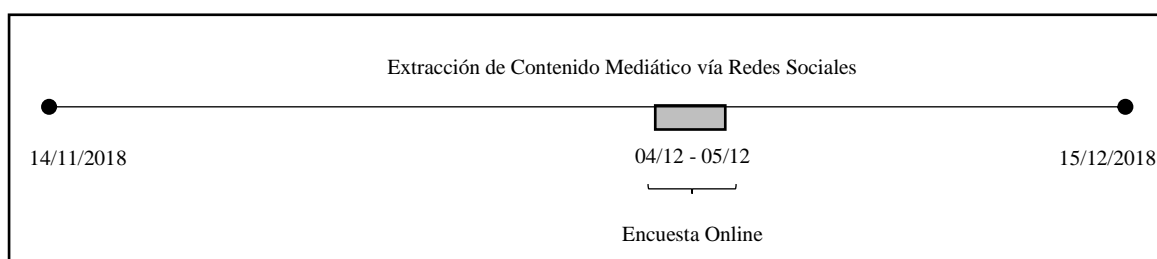 Extracción de Contenido Mediático vía Redes Sociales
14/11/2018
04/12 - 05/12
15/12/2018
Encuesta Online